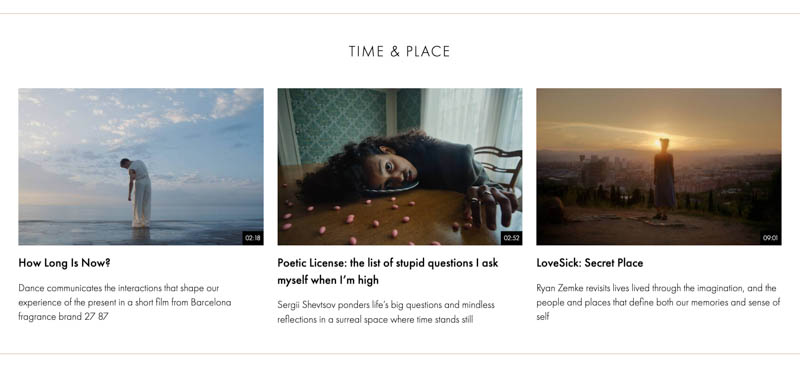 TIME & PLACE
02:18
02:52
09:01
How Long Is Now?
Dance communicates the interactions that shape our
experience of the present in a short film from Barcelona
fragrance brand 27 87
Poetic License: the list of stupid questions I ask
myself when I'm high
Sergii Shevtsov ponders life's big questions and mindless
reflections in a surreal space where time stands still
LoveSick: Secret Place
Ryan Zemke revisits lives lived through the imagination, and the
people and places that define both our memories and sense of
self